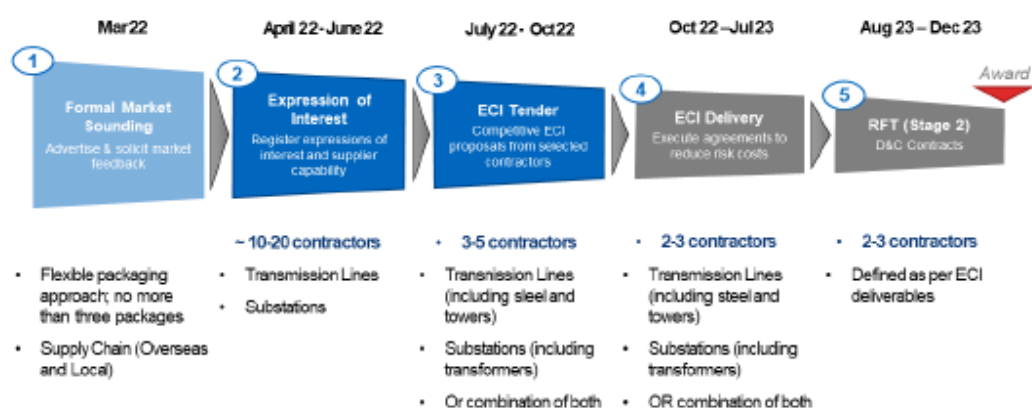 Mar 22
April 22 - June 22
July 22 - Oct 22
Oct 22 – Jul 23
Aug 23 – Dec 23
Award
1
Formal Market
Sounding
Advertise & solicit market
feedback
2
Expression of
Interest
Register expressions of
interest and supplier
capability
3
ECI Tender
Competitive ECI
proposals from selected
contractors
4
ECI Delivery
Execute agreements to
reduce risk costs
5
RFT (Stage 2)
D&C Contracts
• Flexible packaging
approach; no more
than three packages
• Supply Chain (Overseas
and Local)
~ 10-20 contractors
• Transmission Lines
• Substations
• 3-5 contractors
• Transmission Lines
(including steel and
towers)
• Substations (including
transformers)
• Or combination of both
• 2-3 contractors
• Transmission Lines
(including steel and
towers)
• Substations (including
transformers)
• OR combination of both
• 2-3 contractors
• Defined as per ECI
deliverables